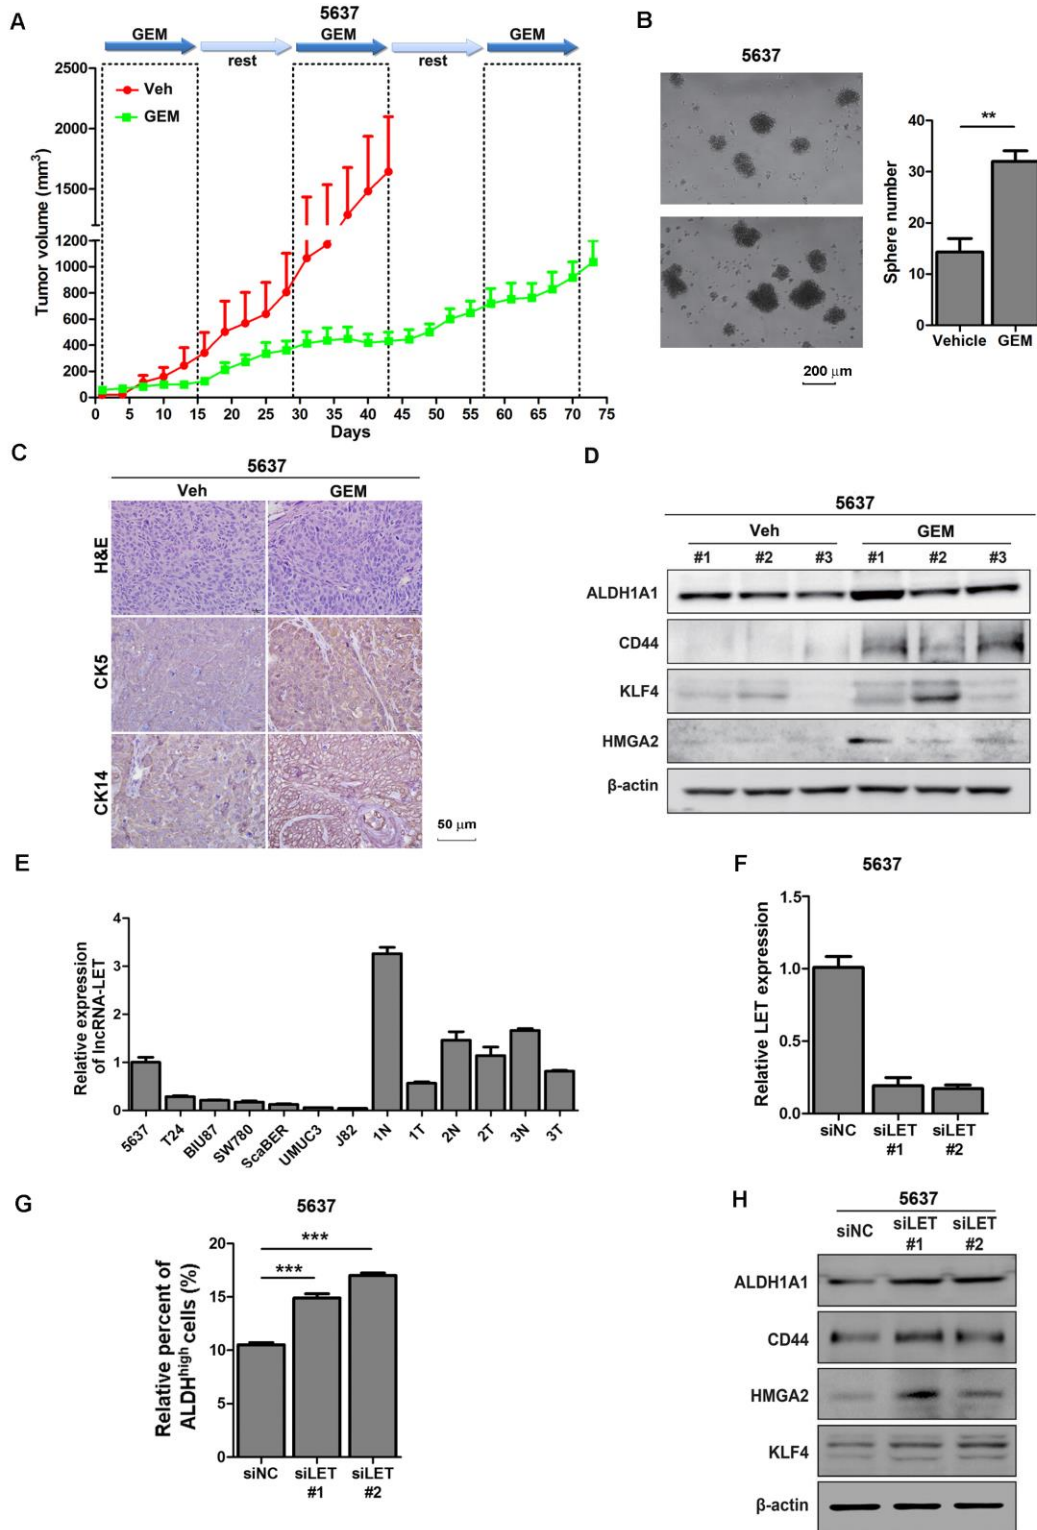 A
5637
GEM GEM GEM
rest rest
Veh
GEM
Tumor volume (mm3)
2500
2000
1500
1200
1000
800
600
400
200
0
0 5 10 15 20 25 30 35 40 45 50 55 60 65 70 75
Days
B
5637
200 μm
**
Sphere number
40
30
20
10
0
Vehicle GEM
C
5637
Veh GEM
H&E
CK5
CK14
50 μm
D
5637
Veh GEM
#1 #2 #3 #1 #2 #3
ALDH1A1
CD44
KLF4
HMGA2
β-actin
E
Relative expression
of lncRNA-LET
4
3
2
1
0
5637 T24 BIU87 SW780 ScaBER UMUC3 J82 1N 1T 2N 2T 3N 3T
F
5637
Relative LET expression
1.5
1.0
0.5
0.0
siNC siLET siLET
#1 #2
G
5637
***
***
Relative percent of
ALDHhigh cells (%)
20
15
10
5
0
siNC siLET siLET
#1 #2
H
5637
siNC siLET siLET
#1 #2
ALDH1A1
CD44
HMGA2
KLF4
β-actin